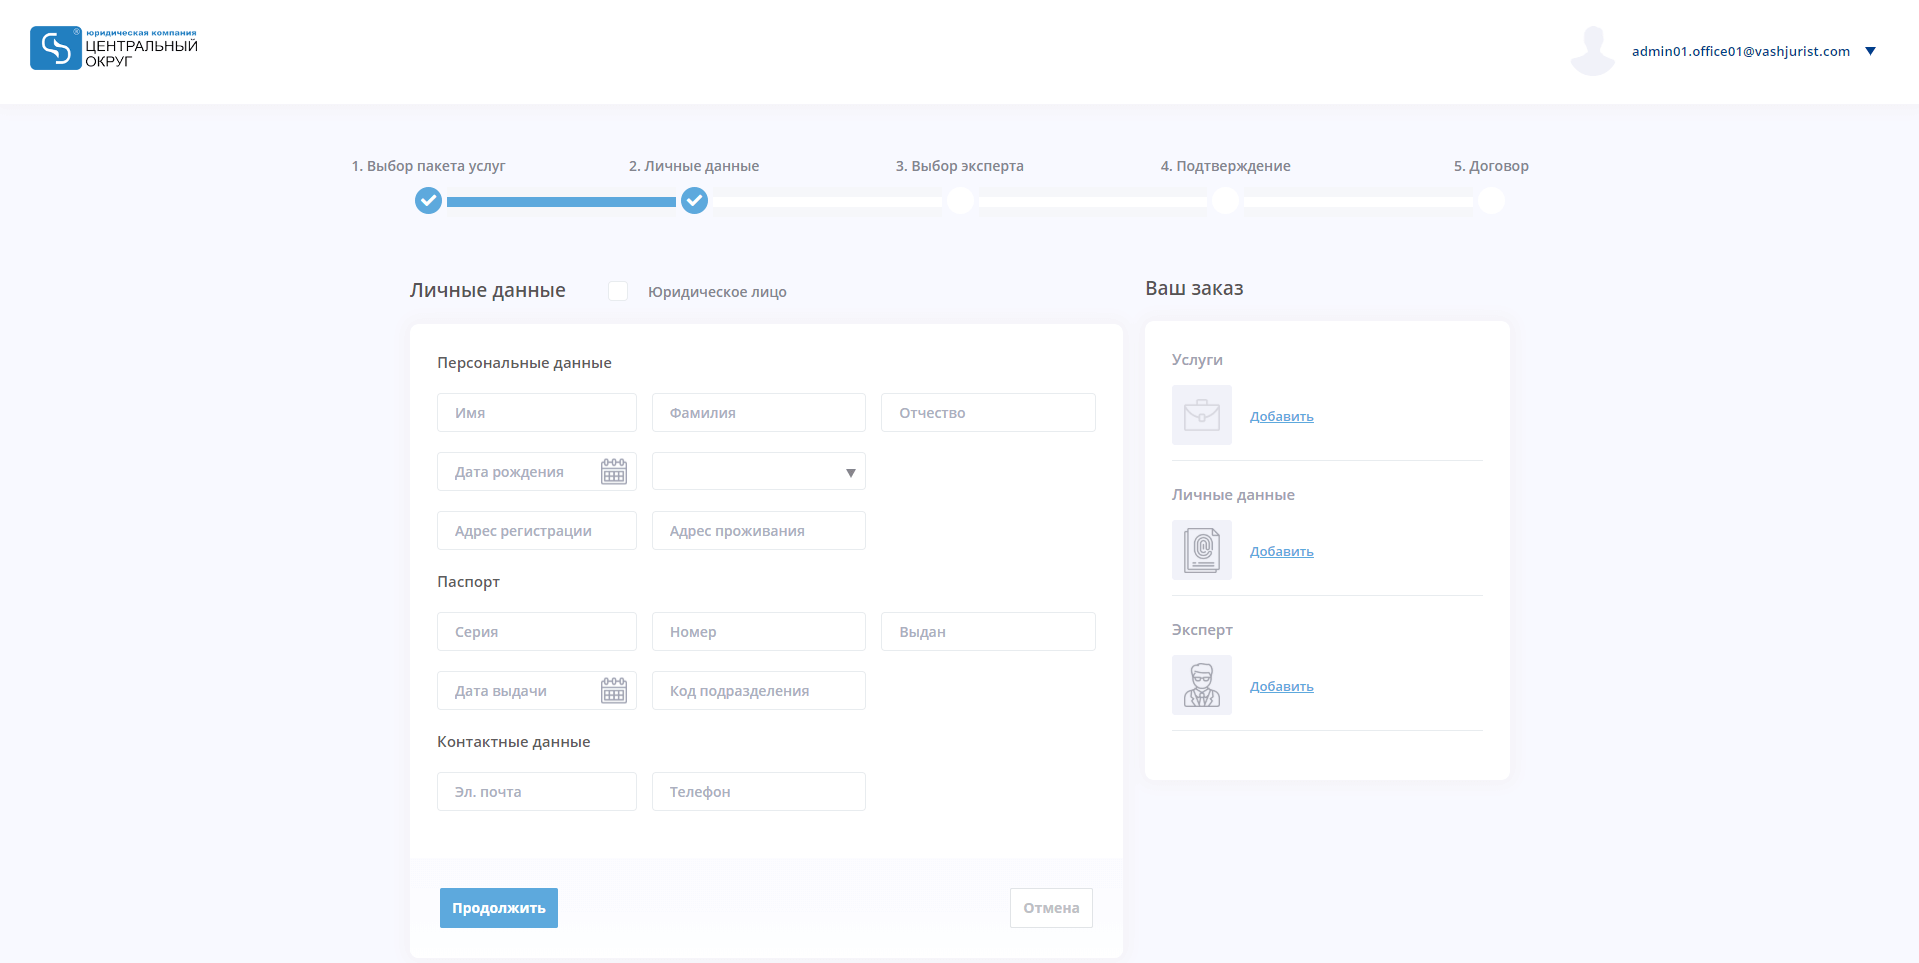 юридическая компания
ЦЕНТРАЛЬНЫЙ
ОКРУГ
admin01.office01@vashjurist.com
1. Выбор пакета услуг
2. Личные данные
3. Выбор эксперта
4. Подтверждение
5. Договор
Личные данные
Юридическое лицо
Персональные данные
Имя
Фамилия
Отчество
Дата рождения
Адрес регистрации
Адрес проживания
Паспорт
Серия
Номер
Выдан
Дата выдачи
Код подразделения
Контактные данные
Эл. почта
Телефон
Продолжить
Отмена
Ваш заказ
Услуги
Добавить
Личные данные
Добавить
Эксперт
Добавить